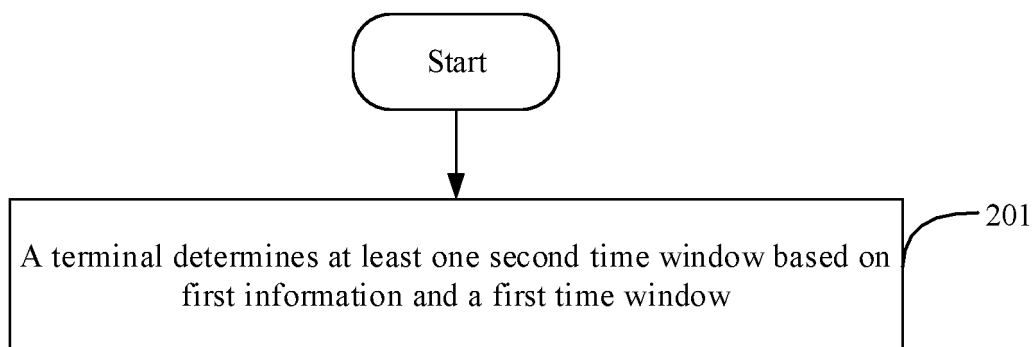 Start
A terminal determines at least one second time window based on
first information and a first time window
201